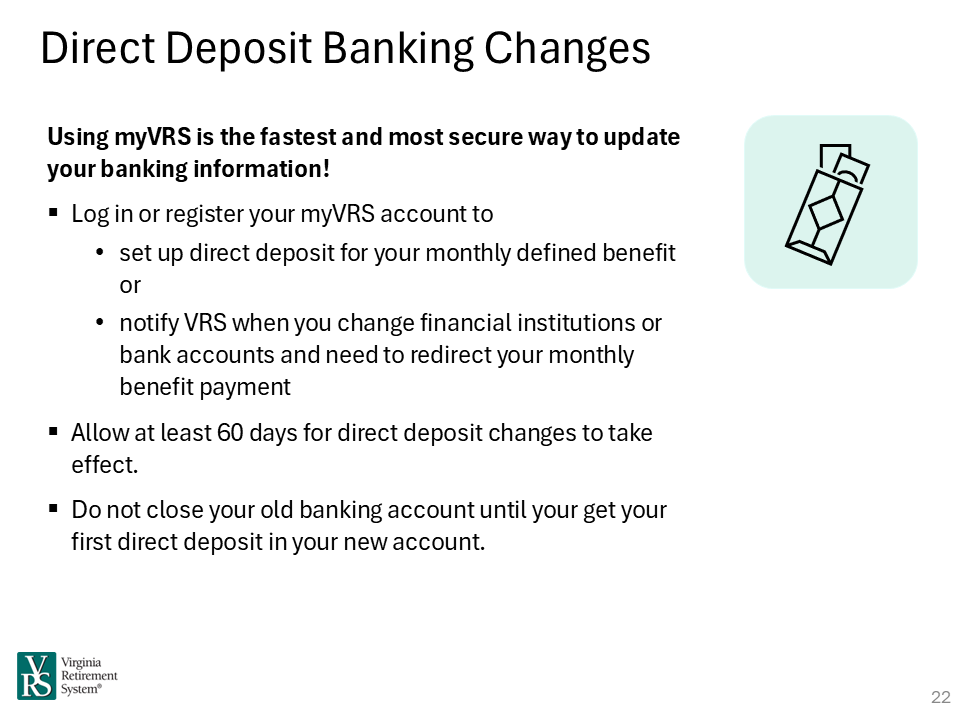 Direct Deposit Banking Changes
Using myVRS is the fastest and most secure way to update
your banking information!
▪ Log in or register your myVRS account to
• set up direct deposit for your monthly defined benefit
or
• notify VRS when you change financial institutions or
bank accounts and need to redirect your monthly
benefit payment
▪ Allow at least 60 days for direct deposit changes to take
effect.
▪ Do not close your old banking account until your get your
first direct deposit in your new account.
VRS
Virginia
Retirement
System®
22